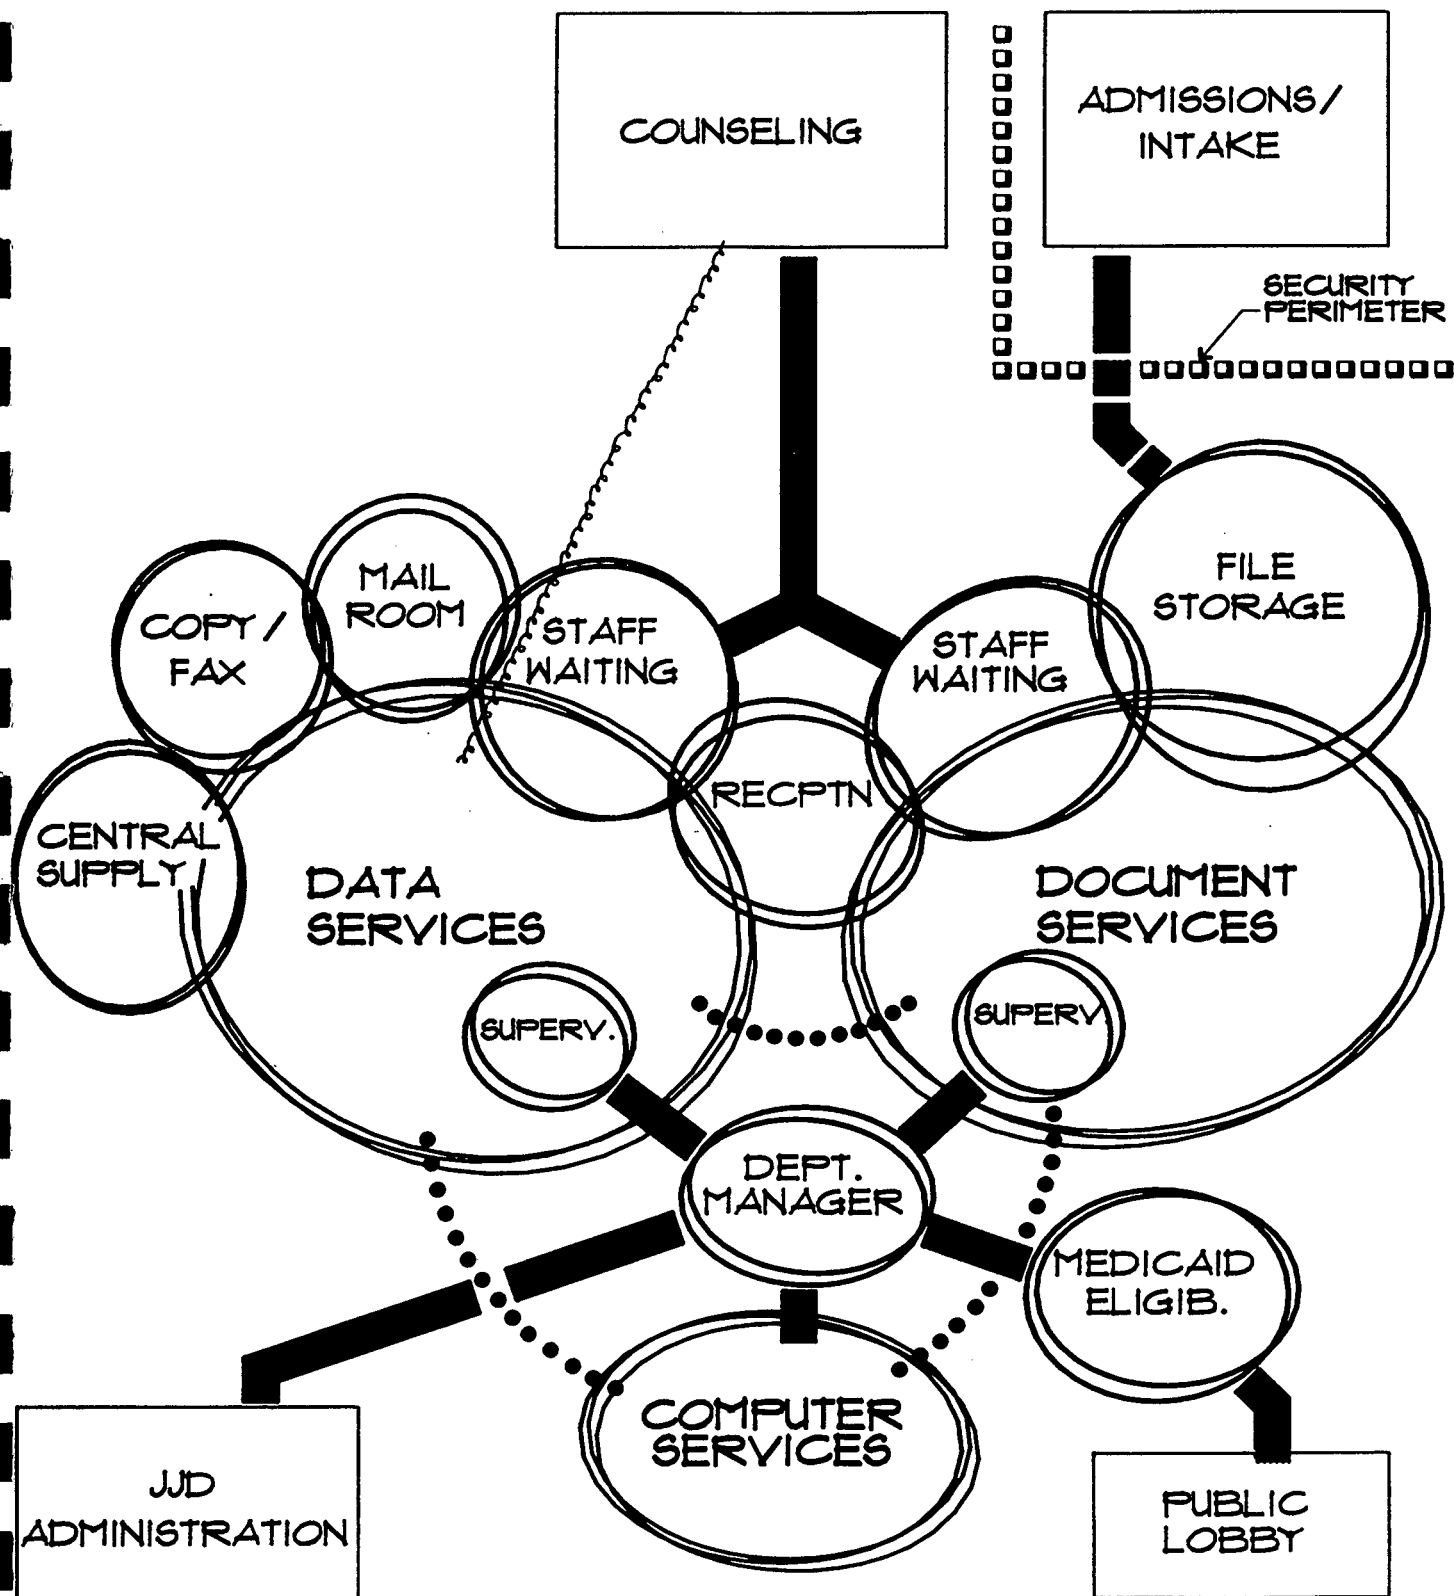 COUNSELING
ADMISSIONS/
INTAKE
SECURITY
PERIMETER
FILE
STORAGE
MAIL
ROOM
COPY /
FAX
STAFF
WAITING
STAFF
WAITING
RECPTN
CENTRAL
SUPPLY
DATA
SERVICES
DOCUMENT
SERVICES
SUPERV.
SUPERV.
DEPT.
MANAGER
MEDICAID
ELIGIB.
COMPUTER
SERVICES
JJD
ADMINISTRATION
PUBLIC
LOBBY